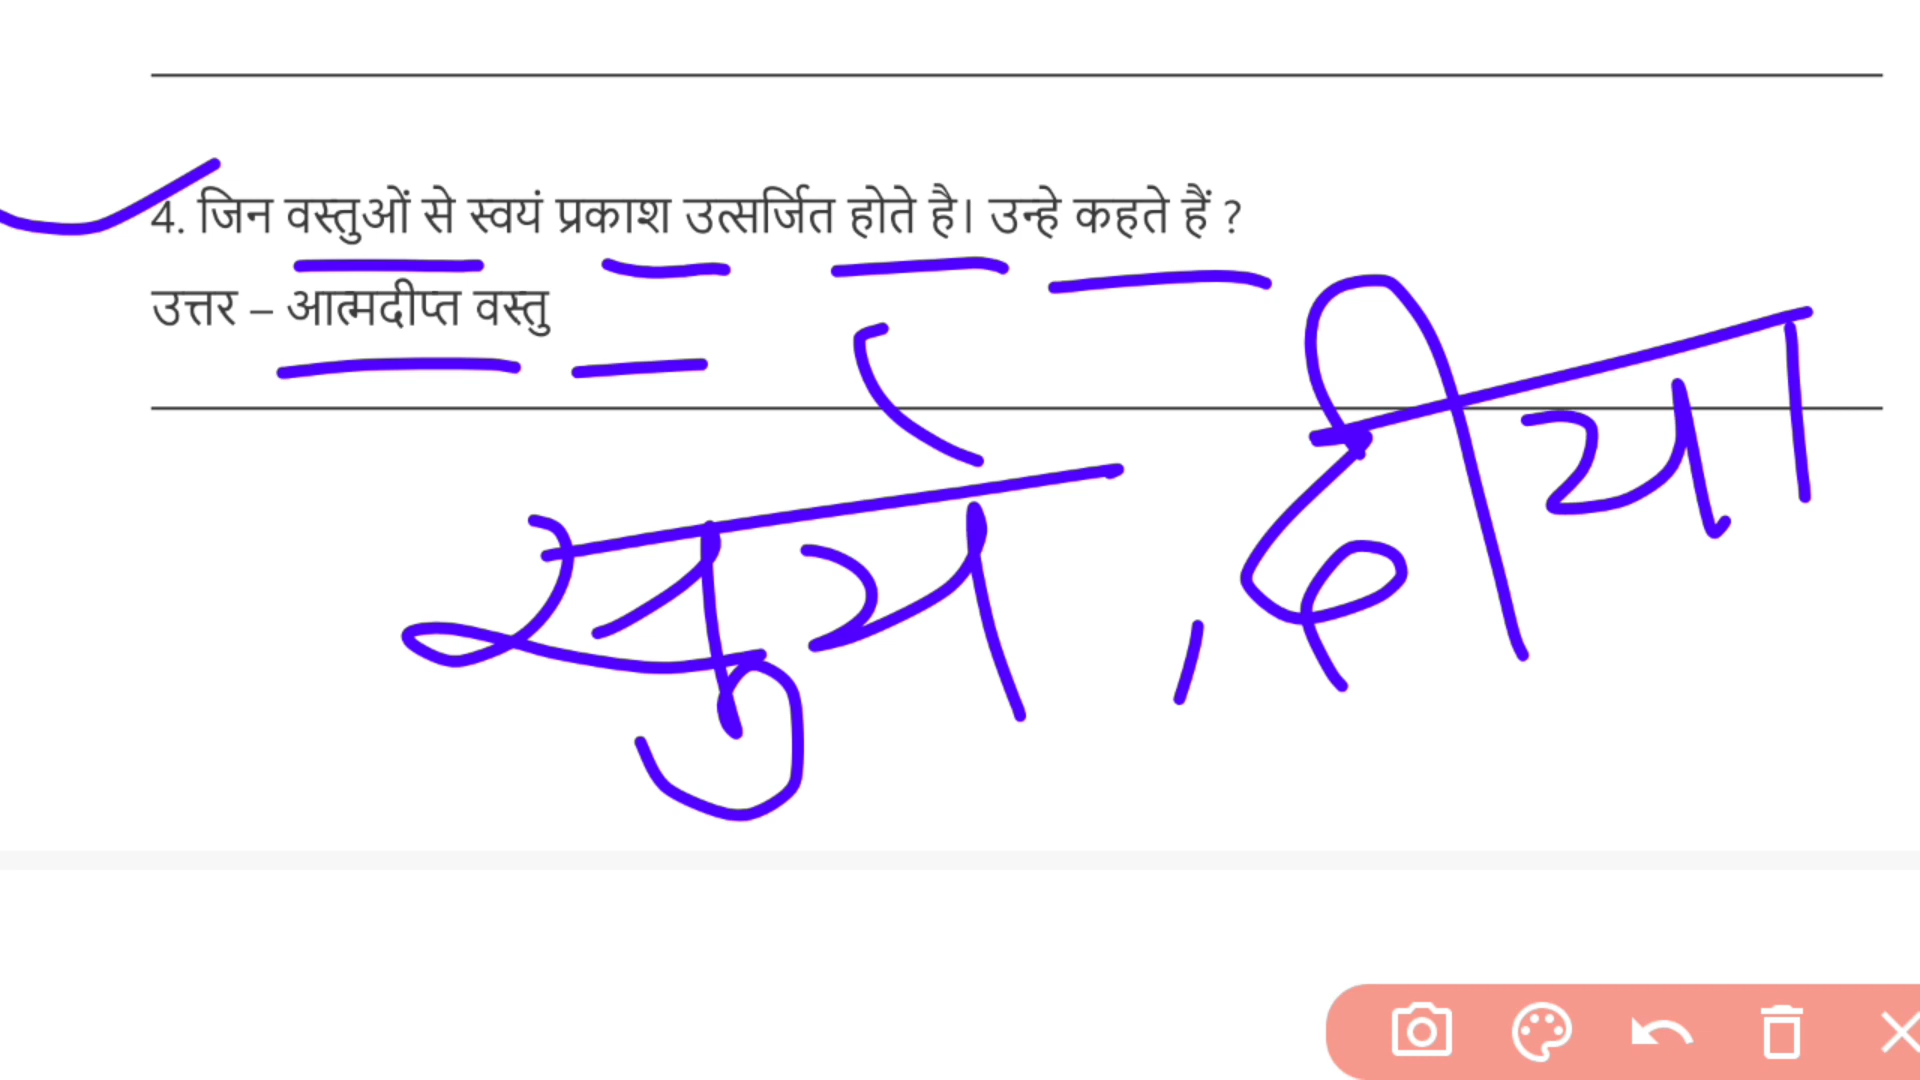 4. जिन वस्तुओं से स्वयं प्रकाश उत्सर्जित होते है। उन्हे कहते हैं ?
उत्तर – आत्मदीप्त वस्तु
सुर्य , दीया